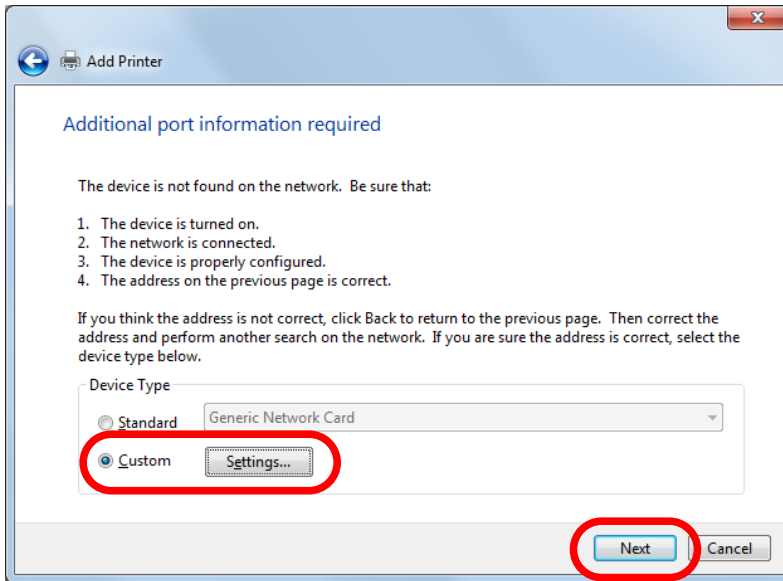 Add Printer
Additional port information required
The device is not found on the network.  Be sure that:
1.  The device is turned on.
2.  The network is connected.
3.  The device is properly configured.
4.  The address on the previous page is correct.
If you think the address is not correct, click Back to return to the previous page.  Then correct the
address and perform another search on the network.  If you are sure the address is correct, select the
device type below.
Device Type
Standard Generic Network Card
Custom Settings...
Next Cancel